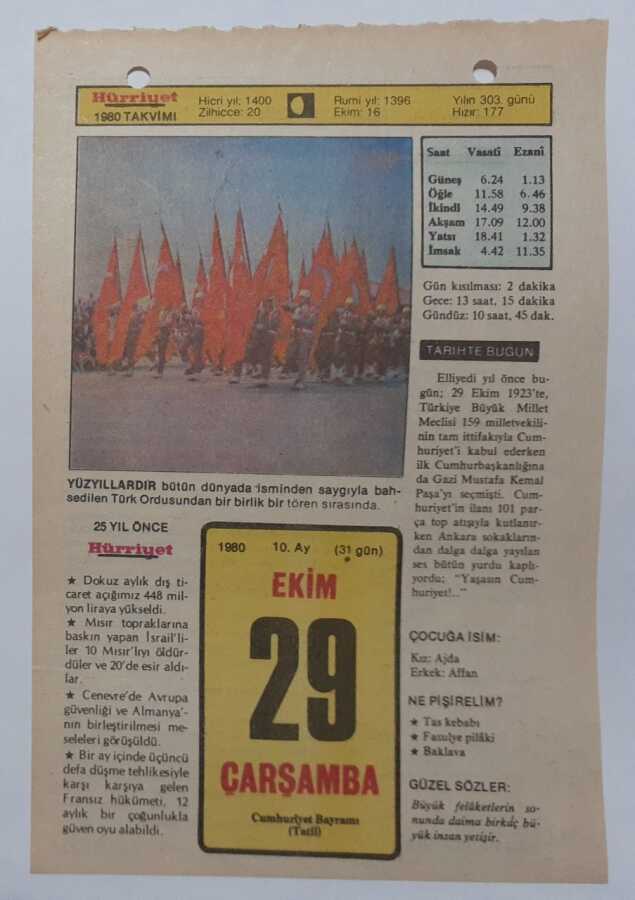 Hürriyet
1980 TAKVİMİ
Hicri yıl: 1400
Zilhicce: 20
Rumi yıl: 1396
Ekim: 16
Yılın 303. günü
Hızır: 177
Saat Vasatî Ezanî
Güneş 6.24 1.13
Öğle 11.58 6.46
İkindi 14.49 9.38
Akşam 17.09 12.00
Yatsı 18.41 1.32
İmsak 4.42 11.35
Gün kısılması: 2 dakika
Gece: 13 saat, 15 dakika
Gündüz: 10 saat, 45 dak.
TARİHTE BUGÜN
Elliyedi yıl önce bu-
gün; 29 Ekim 1923'te,
Türkiye Büyük Millet
Meclisi 159 milletvekili-
nin tam ittifakıyla Cum-
huriyet'i kabul ederken
ilk Cumhurbaşkanlığına
da Gazi Mustafa Kemal
Paşa'yı seçmişti. Cum-
huriyet'in ilanı 101 par-
ça top atışıyla kutlanır-
ken Ankara sokakların-
dan dalga dalga yayılan
ses bütün yurdu kaplı-
yordu; "Yaşasın Cum-
huriyet!..."
YÜZYILLARDIR bütün dünyada isminden saygıyla bah-
sedilen Türk Ordusundan bir birlik bir tören sırasında.
25 YIL ÖNCE
Hürriyet
★ Dokuz aylık dış ti-
caret açığımız 448 mil-
yon liraya yükseldi.
★ Mısır topraklarına
baskın yapan İsrail'li-
ler 10 Mısır'lıyı öldür-
düler ve 20'de esir aldı-
lar.
★ Cenevre'de Avrupa
güvenliği ve Almanya'-
nın birleştirilmesi me-
seleleri görüşüldü.
★ Bir ay içinde üçüncü
defa düşme tehlikesiyle
karşı karşıya gelen
Fransız hükümeti, 12
aylık bir çoğunlukla
güven oyu alabildi.
1980 10. Ay (31 gün)
EKİM
29
ÇARŞAMBA
Cumhuriyet Bayramı
(Tatil)
ÇOCUĞA İSİM:
Kız: Ajda
Erkek: Affan
NE PİŞİRELİM?
★ Tas kebabı
★ Fasulye pilâki
★ Baklava
GÜZEL SÖZLER:
Büyük felâketlerin so-
nunda daima birkaç bü-
yük insan yetişir.